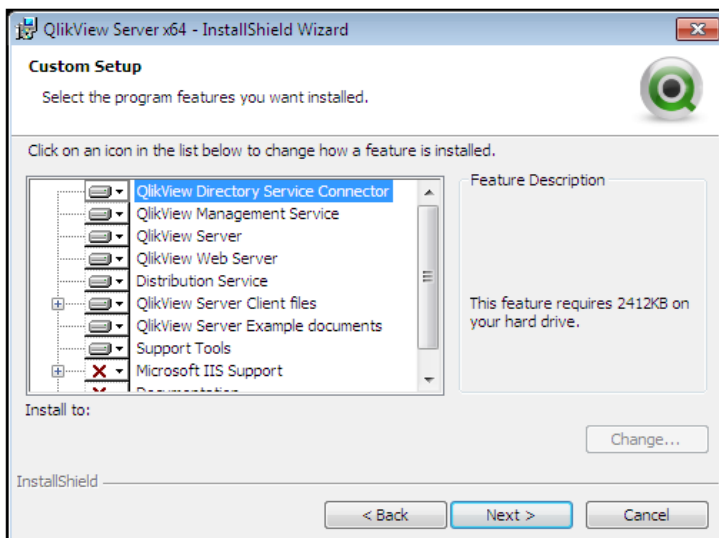 QlikView Server x64 - InstallShield Wizard
Custom Setup
Select the program features you want installed.
Click on an icon in the list below to change how a feature is installed.
QlikView Directory Service Connector
QlikView Management Service
QlikView Server
QlikView Web Server
Distribution Service
QlikView Server Client files
QlikView Server Example documents
Support Tools
Microsoft IIS Support
Documentation
Feature Description
This feature requires 2412KB on
your hard drive.
Install to:
Change...
InstallShield
< Back
Next >
Cancel